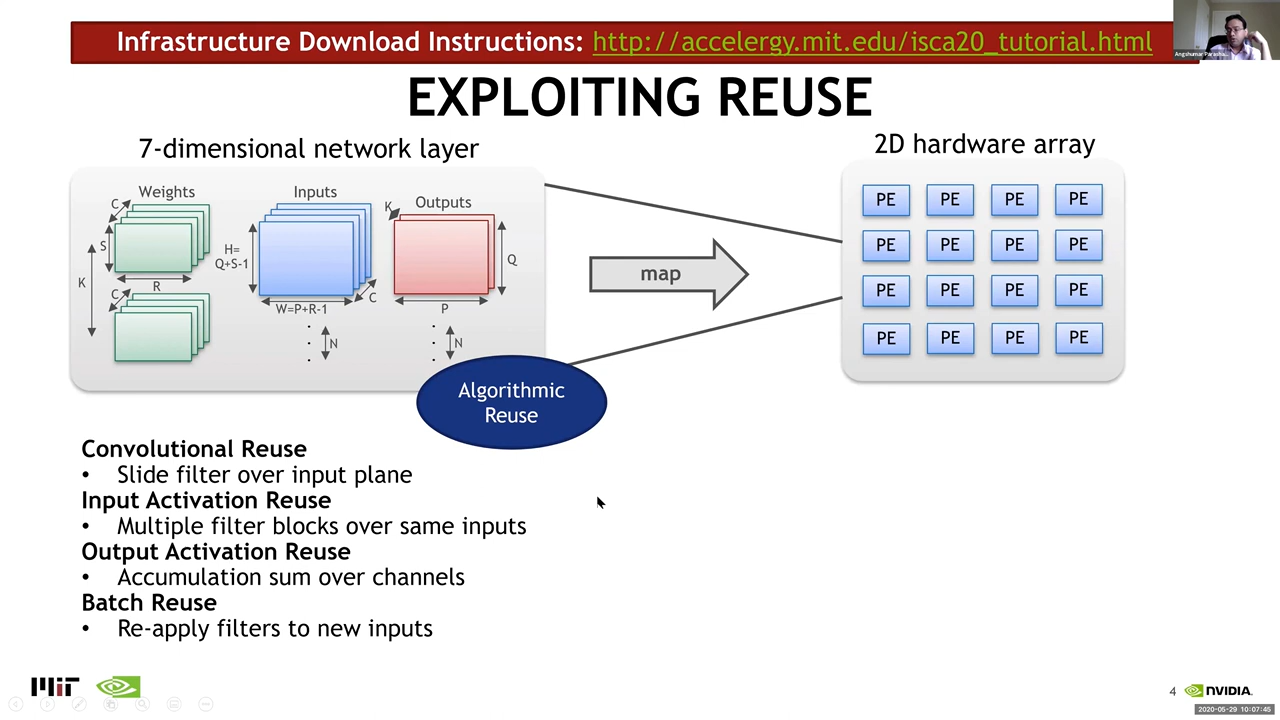 Infrastructure Download Instructions: http://accelergy.mit.edu/isca20_tutorial.html
Angshuman Parasha...
EXPLOITING REUSE
7-dimensional network layer
2D hardware array
Weights
Inputs
Outputs
C
S
K
R
C
H=
Q+S-1
W=P+R-1
C
N
K
Q
P
N
map
PE PE PE PE
PE PE PE PE
PE PE PE PE
PE PE PE PE
Algorithmic
Reuse
Convolutional Reuse
• Slide filter over input plane
Input Activation Reuse
• Multiple filter blocks over same inputs
Output Activation Reuse
• Accumulation sum over channels
Batch Reuse
• Re-apply filters to new inputs
MIT
4
NVIDIA.
2020-05-29 10:07:45